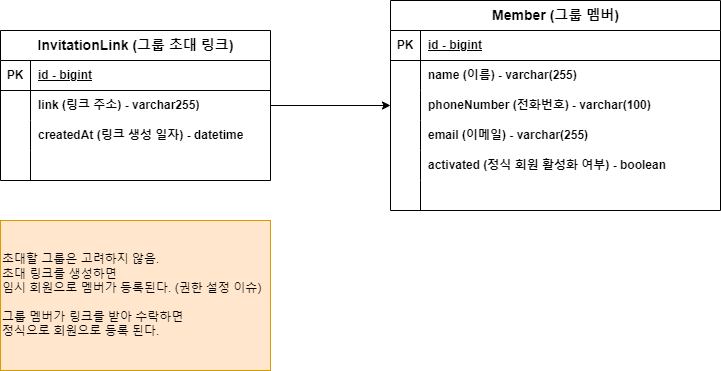 InvitationLink (그룹 초대 링크)
PK
id - bigint
link (링크 주소) - varchar255)
createdAt (링크 생성 일자) - datetime
Member (그룹 멤버)
PK
id - bigint
name (이름) - varchar(255)
phoneNumber (전화번호) - varchar(100)
email (이메일) - varchar(255)
activated (정식 회원 활성화 여부) - boolean
초대할 그룹은 고려하지 않음.
초대 링크를 생성하면
임시 회원으로 멤버가 등록된다. (권한 설정 이슈)
그룹 멤버가 링크를 받아 수락하면
정식으로 회원으로 등록 된다.